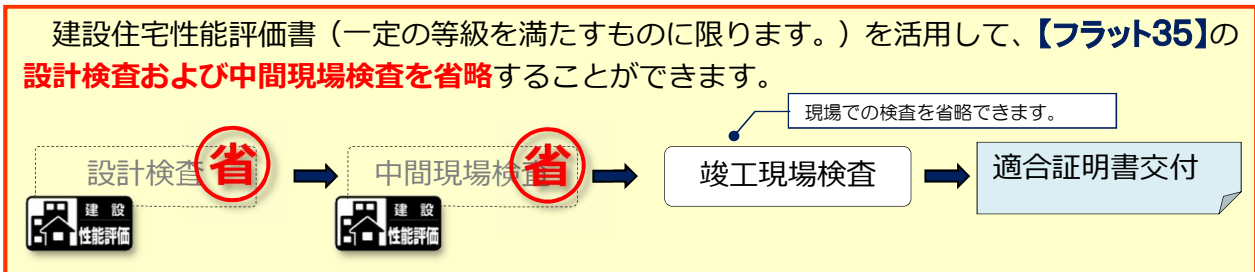 建設住宅性能評価書（一定の等級を満たすものに限ります。）を活用して、【フラット35】の
設計検査および中間現場検査を省略することができます。
現場での検査を省略できます。
設計検査 省
中間現場検査 省
竣工現場検査
適合証明書交付
建設
性能評価
建設
性能評価